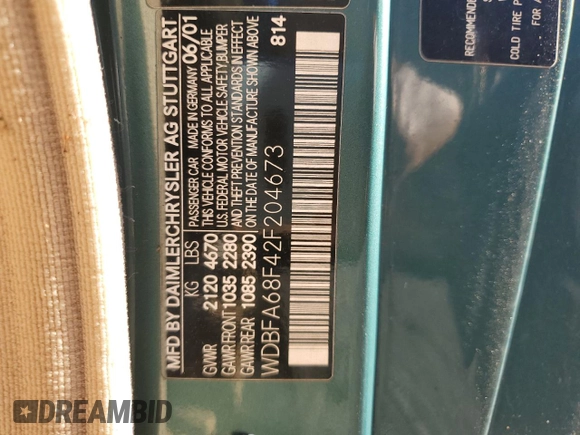 MFD BY DAIMLERCHRYSLER AG STUTTGART
PASSENGER CAR MADE IN GERMANY 06/01
KG LBS
GVWR 2120 4670
GAWR FRONT 1035 2280
GAWR REAR 1085 2390
THIS VEHICLE CONFORMS TO ALL APPLICABLE
U.S. FEDERAL MOTOR VEHICLE SAFETY/BUMPER
AND THEFT PREVENTION STANDARDS IN EFFECT
ON THE DATE OF MANUFACTURE SHOWN ABOVE
814
WDBFA68F42F204673
RECOMMENDED
COLD TIRE P
FOR
DREAMBID